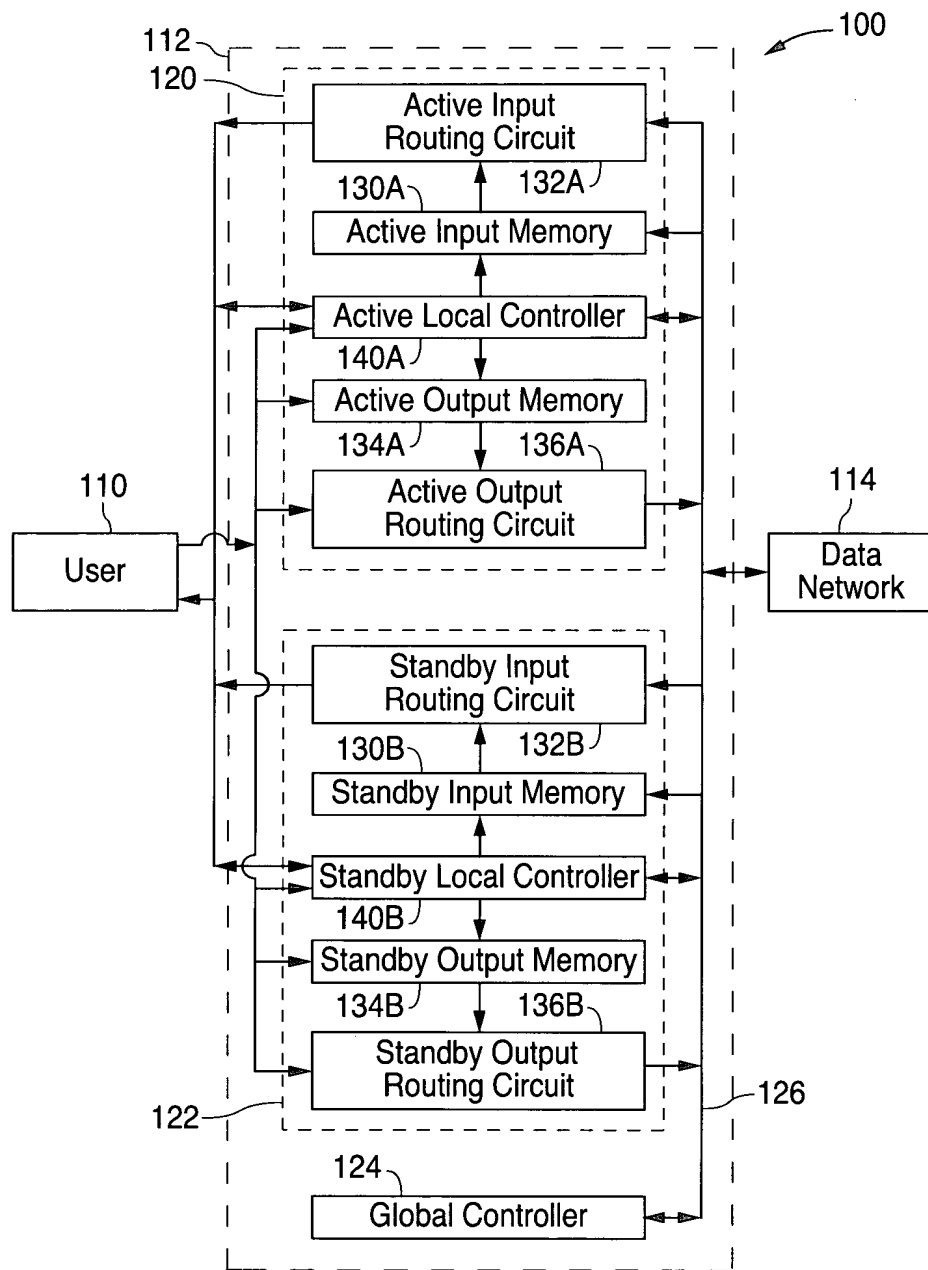 100
112
120
Active Input
Routing Circuit
130A
132A
Active Input Memory
Active Local Controller
140A
Active Output Memory
134A
136A
Active Output
Routing Circuit
110
User
114
Data
Network
Standby Input
Routing Circuit
130B
132B
Standby Input Memory
Standby Local Controller
140B
Standby Output Memory
134B
136B
Standby Output
Routing Circuit
122
126
124
Global Controller